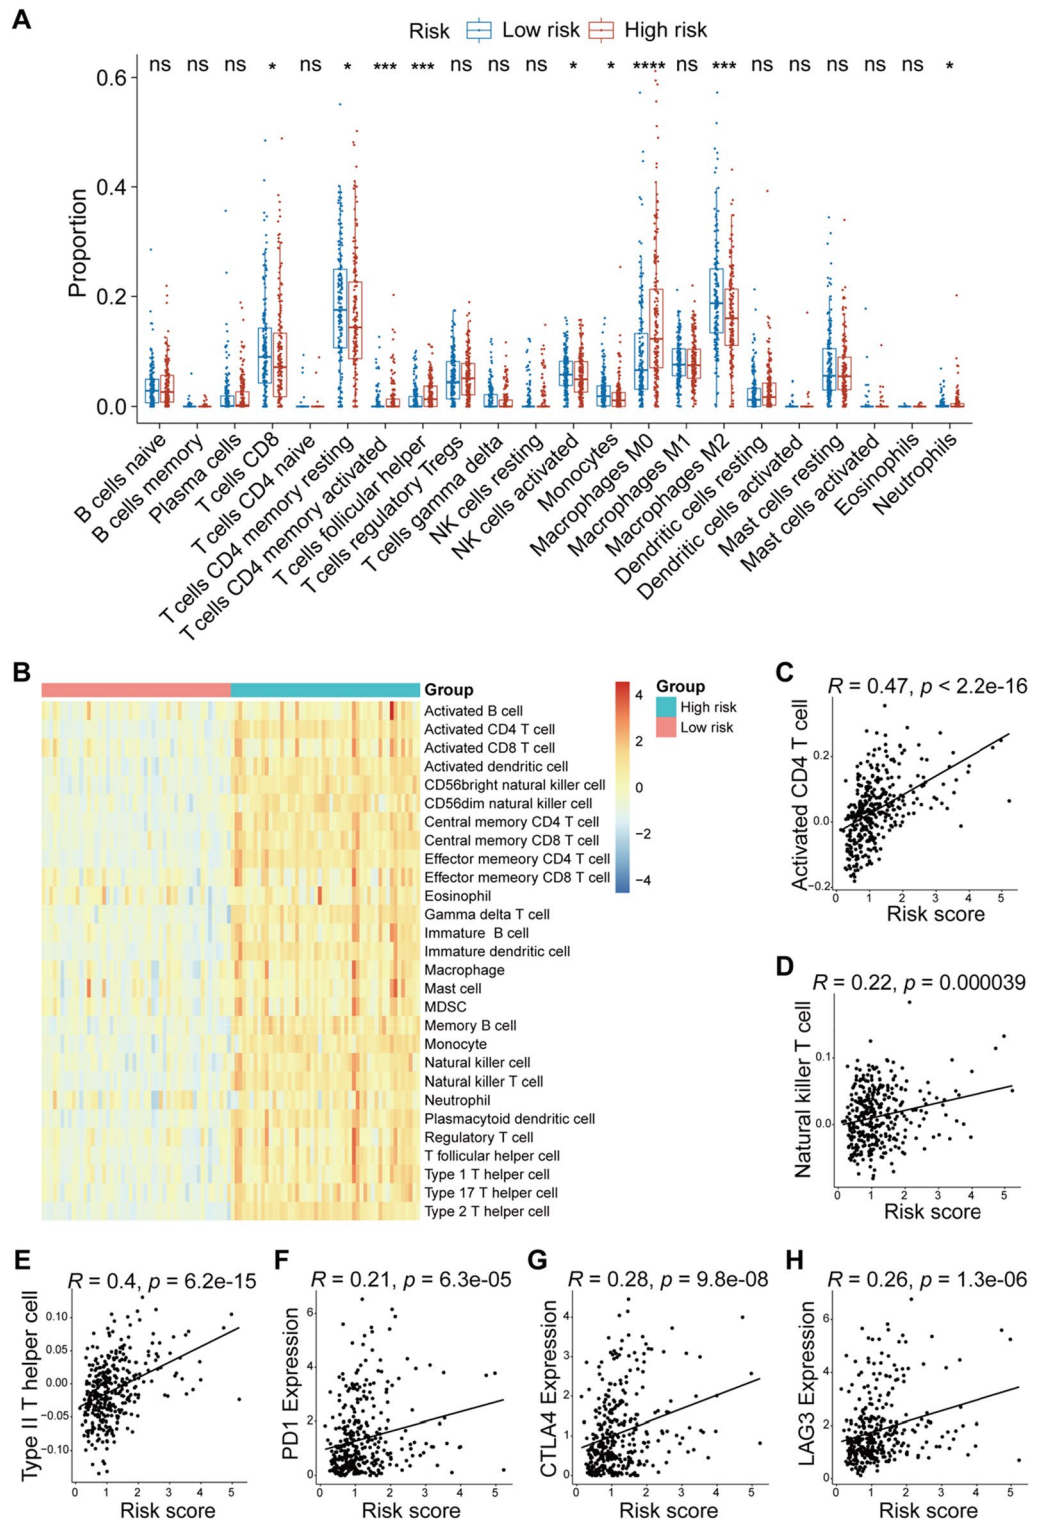 A
Risk Low risk High risk
ns ns ns * ns * *** *** ns ns ns * * **** ns *** ns ns ns ns ns *
Proportion
0.6
0.4
0.2
0.0
B cells naive
B cells memory
Plasma cells
T cells CD8
T cells CD4 naive
T cells CD4 memory resting
T cells CD4 memory activated
T cells follicular helper
T cells regulatory Tregs
T cells gamma delta
NK cells resting
NK cells activated
Monocytes
Macrophages M0
Macrophages M1
Macrophages M2
Dendritic cells resting
Dendritic cells activated
Mast cells resting
Mast cells activated
Eosinophils
Neutrophils
B
Group
Activated B cell
Activated CD4 T cell
Activated CD8 T cell
Activated dendritic cell
CD56bright natural killer cell
CD56dim natural killer cell
Central memory CD4 T cell
Central memory CD8 T cell
Effector memeory CD4 T cell
Effector memeory CD8 T cell
Eosinophil
Gamma delta T cell
Immature B cell
Immature dendritic cell
Macrophage
Mast cell
MDSC
Memory B cell
Monocyte
Natural killer cell
Natural killer T cell
Neutrophil
Plasmacytoid dendritic cell
Regulatory T cell
T follicular helper cell
Type 1 T helper cell
Type 17 T helper cell
Type 2 T helper cell
4
2
0
−2
−4
Group
High risk
Low risk
C
R = 0.47, p < 2.2e-16
Activated CD4 T cell
0.2
0.0
−0.2
0 1 2 3 4 5
Risk score
D
R = 0.22, p = 0.000039
Natural killer T cell
0.1
0.0
0 1 2 3 4 5
Risk score
E
R = 0.4, p = 6.2e-15
Type II T helper cell
0.10
0.05
0.00
−0.05
−0.10
0 1 2 3 4 5
Risk score
F
R = 0.21, p = 6.3e-05
PD1 Expression
6
4
2
0
0 1 2 3 4 5
Risk score
G
R = 0.28, p = 9.8e-08
CTLA4 Expression
4
3
2
1
0
0 1 2 3 4 5
Risk score
H
R = 0.26, p = 1.3e-06
LAG3 Expression
6
4
2
0
0 1 2 3 4 5
Risk score